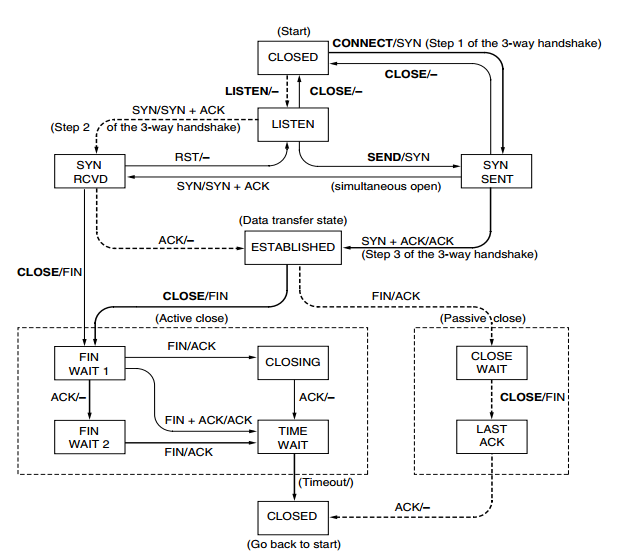 (Start)
CONNECT/SYN (Step 1 of the 3-way handshake)
CLOSED
CLOSE/–
LISTEN/–
CLOSE/–
SYN/SYN + ACK
(Step 2 of the 3-way handshake)
LISTEN
SYN
RCVD
RST/–
SEND/SYN
SYN
SENT
SYN/SYN + ACK
(simultaneous open)
(Data transfer state)
ACK/–
ESTABLISHED
SYN + ACK/ACK
(Step 3 of the 3-way handshake)
CLOSE/FIN
CLOSE/FIN
FIN/ACK
(Active close)
(Passive close)
FIN
WAIT 1
FIN/ACK
CLOSING
CLOSE
WAIT
ACK/–
ACK/–
CLOSE/FIN
FIN + ACK/ACK
FIN
WAIT 2
FIN/ACK
TIME
WAIT
LAST
ACK
(Timeout/)
CLOSED
ACK/–
(Go back to start)